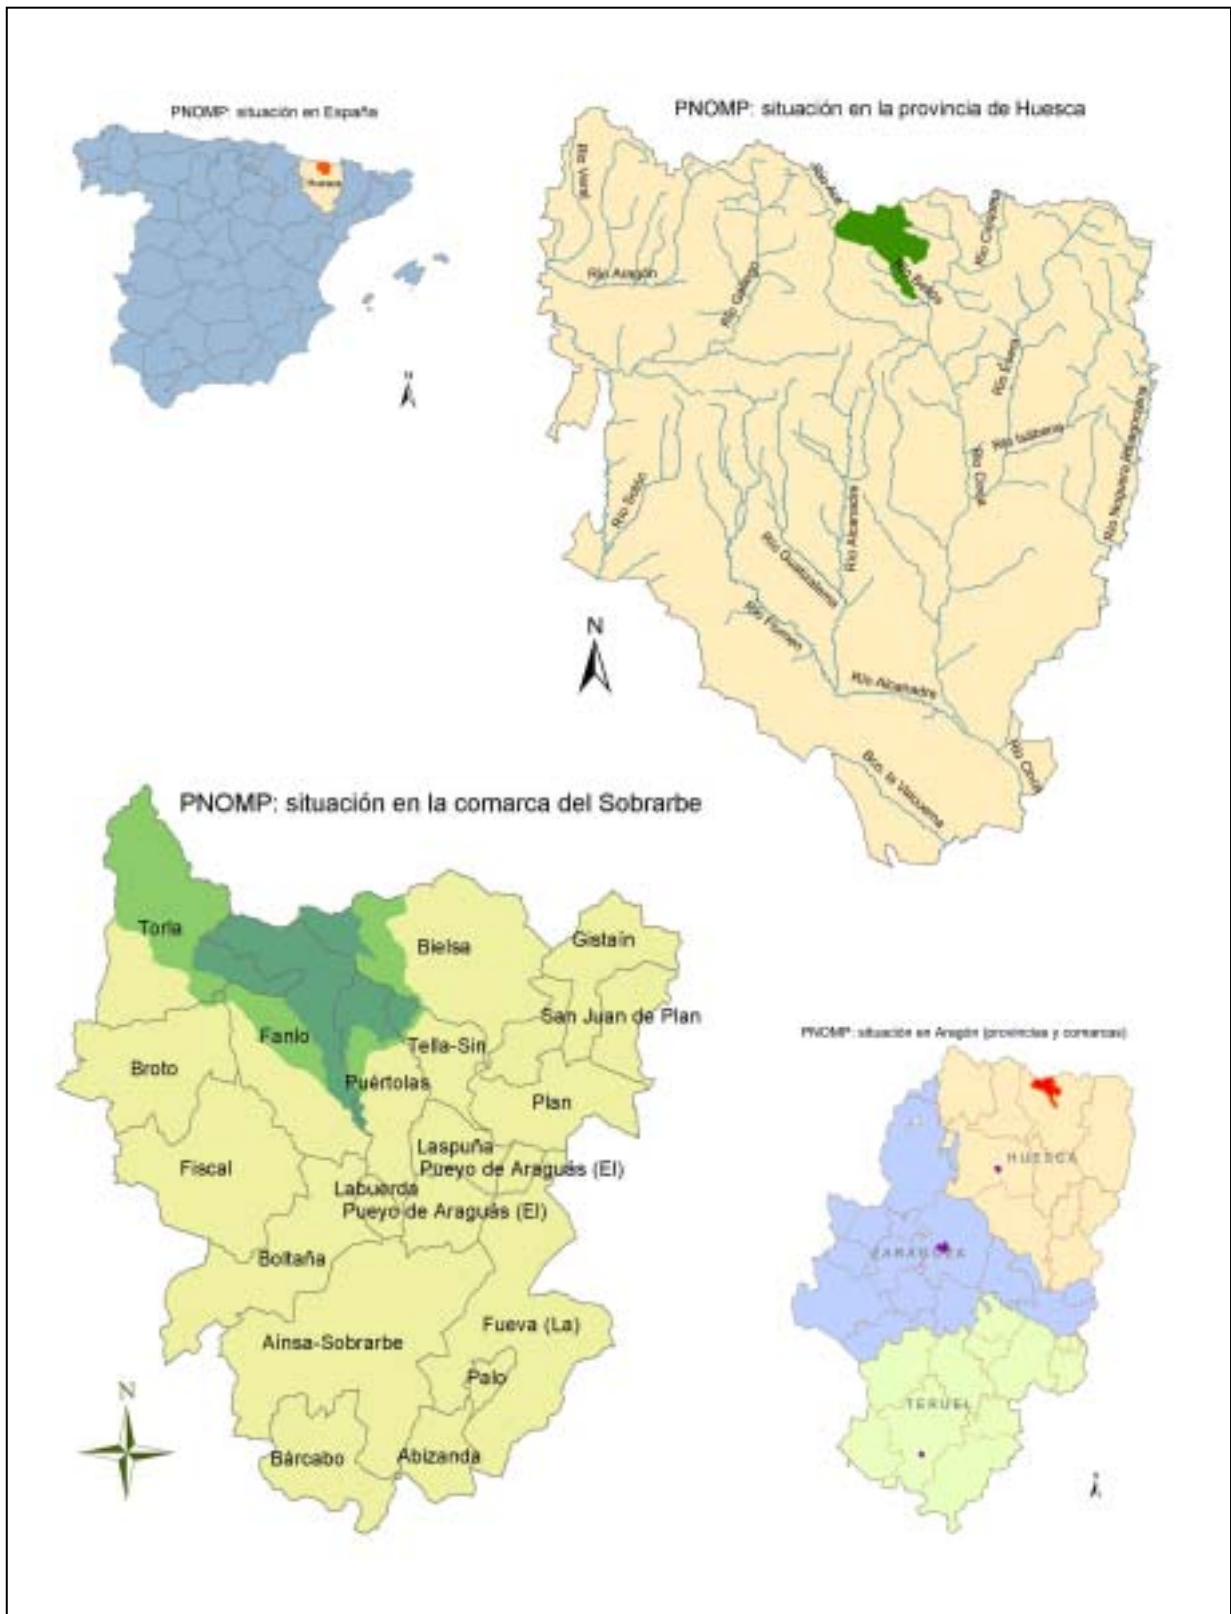 PNOMP: situación en España
Huesca
N
PNOMP: situación en la provincia de Huesca
Río Veral
Río Ara
Río Cinqueta
Río Aragón
Río Gallego
Río Bellos
Río Ésera
Río Isábena
Río Noguera Ribagorzana
Río Cinca
Río Sotón
Río Alcanadre
Río Guatizalema
Río Flumen
N
Río Alcanadre
Río Cinca
Bco. la Valcuerna
PNOMP: situación en la comarca del Sobrarbe
Torla
Bielsa
Gistaín
San Juan de Plan
Fanlo
Tella-Sin
Broto
Puértolas
Plan
Laspuña
Fiscal
Pueyo de Araguás (El)
Labuerda
Pueyo de Araguás (El)
Boltaña
Fueva (La)
Ainsa-Sobrarbe
Palo
N
Bárcabo
Abizanda
PNOMP: situación en Aragón (provincias y comarcas)
HUESCA
ZARAGOZA
TERUEL